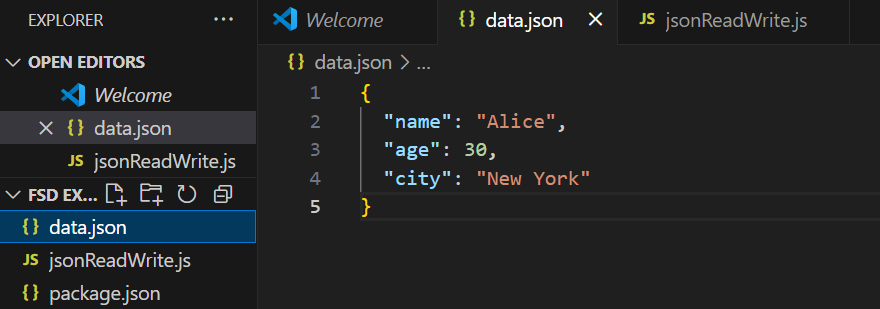 EXPLORER ...
OPEN EDITORS
Welcome
data.json
JS jsonReadWrite.js
FSD EX...
{} data.json
JS jsonReadWrite.js
{} package.json
Welcome {} data.json JS jsonReadWrite.js
{} data.json > ...
1 {
2 "name": "Alice",
3 "age": 30,
4 "city": "New York"
5 }